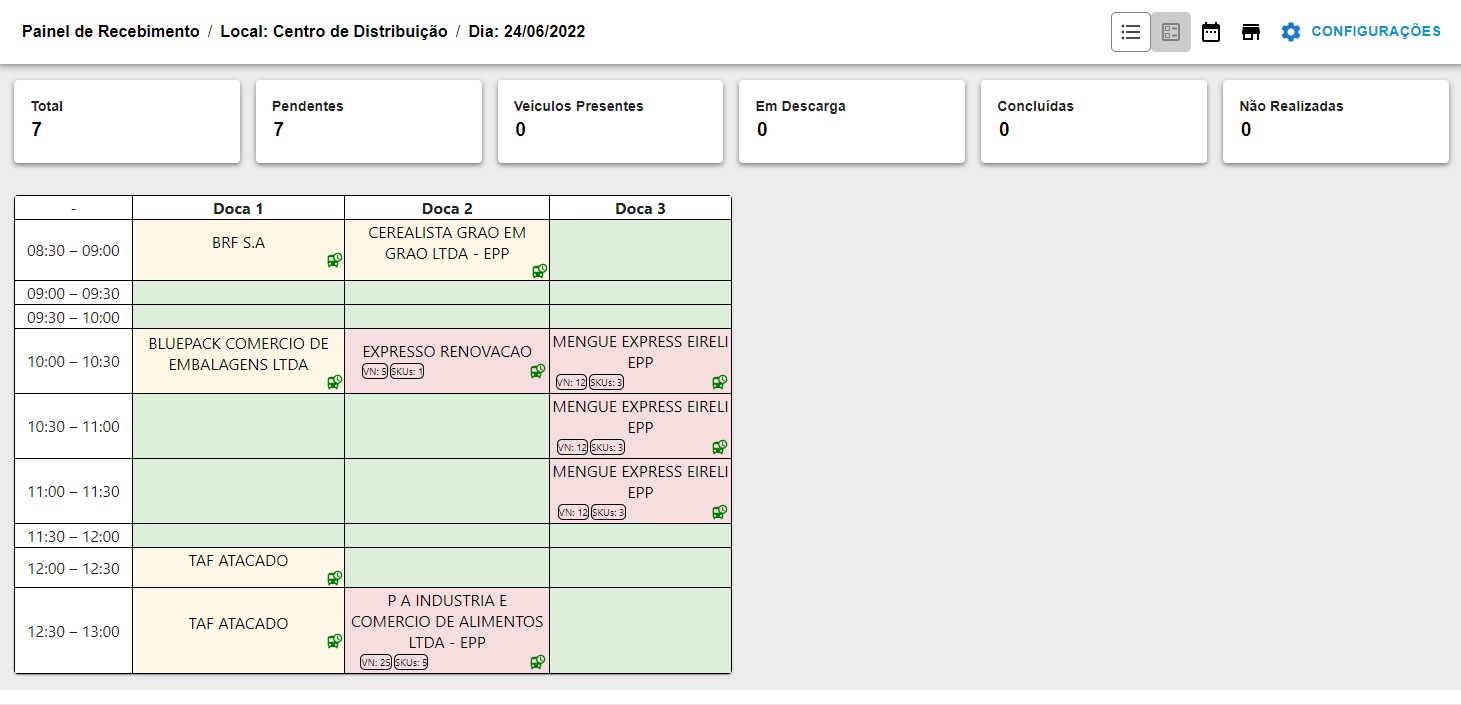 Painel de Recebimento / Local: Centro de Distribuição / Dia: 24/06/2022
CONFIGURAÇÕES
Total
7
Pendentes
7
Veículos Presentes
0
Em Descarga
0
Concluídas
0
Não Realizadas
0
- Doca 1 Doca 2 Doca 3
08:30 – 09:00
BRF S.A
CEREALISTA GRAO EM
GRAO LTDA - EPP
09:00 – 09:30
09:30 – 10:00
10:00 – 10:30
BLUEPACK COMERCIO DE
EMBALAGENS LTDA
EXPRESSO RENOVACAO
VN: 5 SKUs: 1
MENGUE EXPRESS EIRELI
EPP
VN: 12 SKUs: 3
10:30 – 11:00
MENGUE EXPRESS EIRELI
EPP
VN: 12 SKUs: 3
11:00 – 11:30
MENGUE EXPRESS EIRELI
EPP
VN: 12 SKUs: 3
11:30 – 12:00
12:00 – 12:30
TAF ATACADO
12:30 – 13:00
TAF ATACADO
P A INDUSTRIA E
COMERCIO DE ALIMENTOS
LTDA - EPP
VN: 25 SKUs: 5